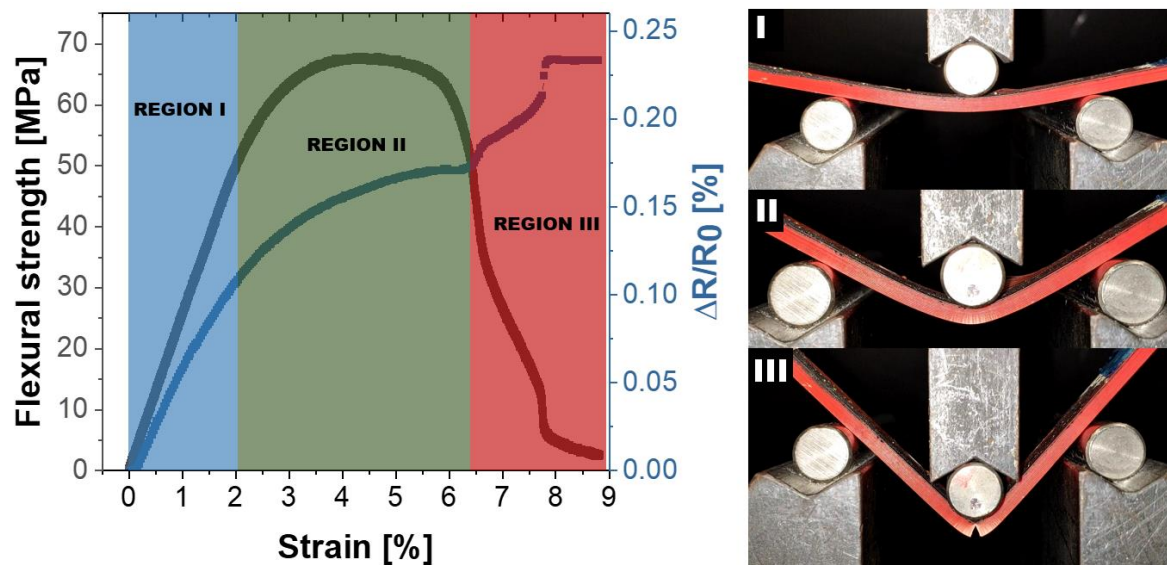 Flexural strength [MPa]
70
60
50
40
30
20
10
0
REGION I
REGION II
REGION III
0.25
0.20
0.15
0.10
0.05
0.00
ΔR/R0 [%]
0 1 2 3 4 5 6 7 8 9
Strain [%]
I
II
III